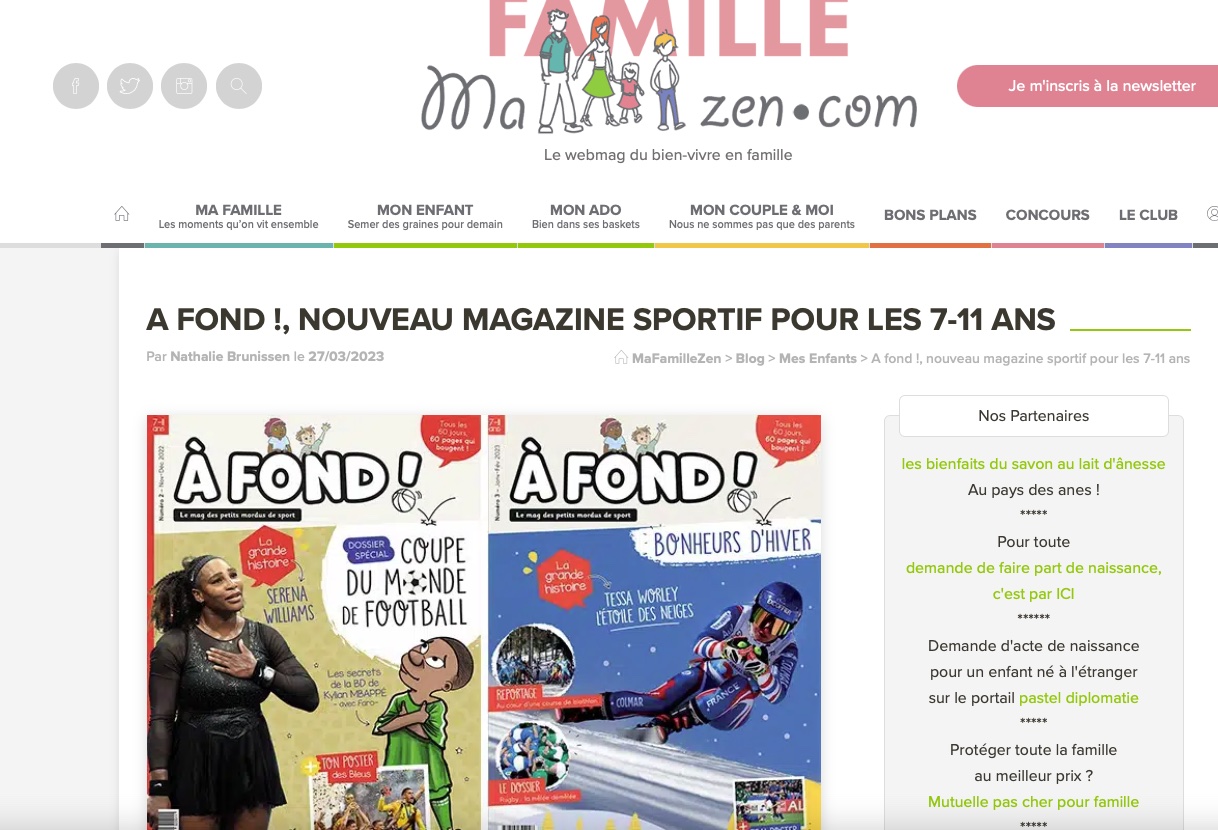 FAMILLE
Ma zen.com
Je m'inscris à la newsletter
Le webmag du bien-vivre en famille
MA FAMILLE
Les moments qu'on vit ensemble
MON ENFANT
Semer des graines pour demain
MON ADO
Bien dans ses baskets
MON COUPLE & MOI
Nous ne sommes pas que des parents
BONS PLANS
CONCOURS
LE CLUB
A FOND !, NOUVEAU MAGAZINE SPORTIF POUR LES 7-11 ANS
Par Nathalie Brunissen le 27/03/2023
MaFamilleZen > Blog > Mes Enfants > A fond !, nouveau magazine sportif pour les 7-11 ans
7-11
ans
Numéro 2 - Nov-Déc 2022
Tous les
60 jours,
60 pages qui
bougent !
À FOND !
Le mag des petits mordus de sport
La
grande
histoire
SERENA
WILLIAMS
DOSSIER
SPÉCIAL
COUPE
DU MONDE
DE FOOTBALL
Les secrets
de la BD de
Kylian MBAPPÉ
- avec Faro -
+ TON POSTER
des Bleus
7-11
ans
Numéro 3 - Janv-Fév 2023
Tous les
60 jours,
60 pages qui
bougent !
À FOND !
Le mag des petits mordus de sport
BONHEURS D'HIVER
La
grande
histoire
TESSA WORLEY
L'ÉTOILE DES NEIGES
REPORTAGE
Au cœur d'une course de biathlon
COLMAR
FRANCE
LE DOSSIER
Rugby : la mêlée
Nos Partenaires
les bienfaits du savon au lait d'ânesse
Au pays des anes !
*****
Pour toute
demande de faire part de naissance,
c'est par ICI
******
Demande d'acte de naissance
pour un enfant né à l'étranger
sur le portail pastel diplomatie
*****
Protéger toute la famille
au meilleur prix ?
Mutuelle pas cher pour famille
*****